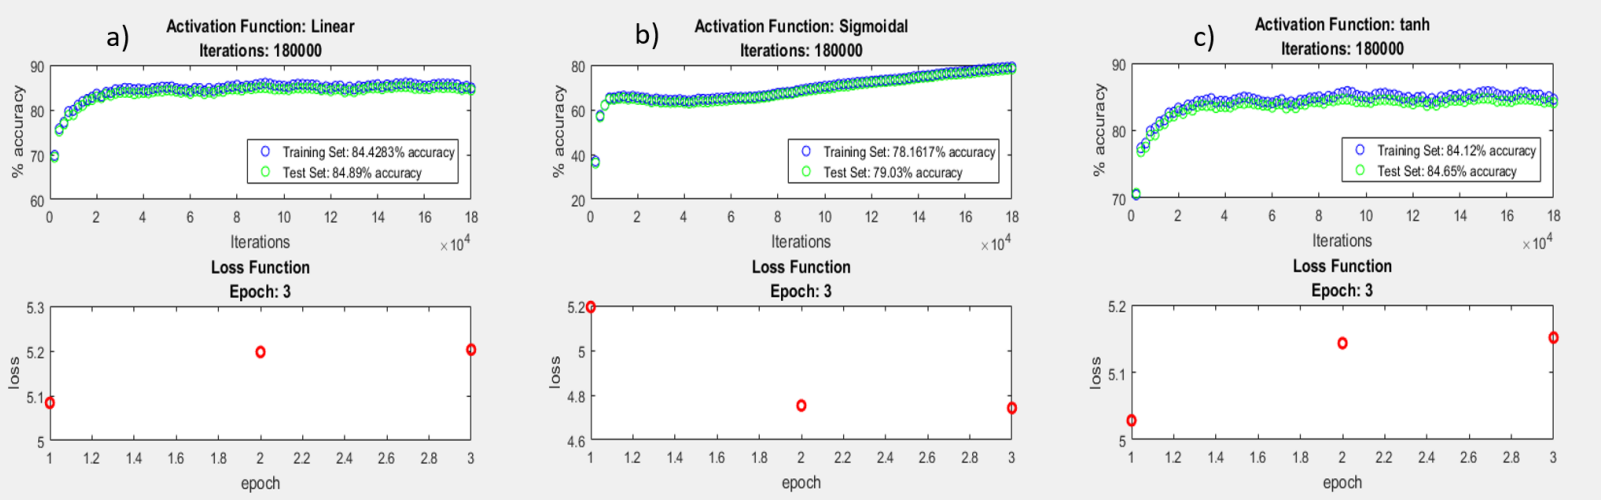 a)
Activation Function: Linear
Iterations: 180000
90
80
70
60
% accuracy
Training Set: 84.4283% accuracy
Test Set: 84.89% accuracy
0 2 4 6 8 10 12 14 16 18
Iterations
×10⁴
Loss Function
Epoch: 3
5.3
5.2
5.1
5
loss
1 1.2 1.4 1.6 1.8 2 2.2 2.4 2.6 2.8 3
epoch
b)
Activation Function: Sigmoidal
Iterations: 180000
80
60
40
20
% accuracy
Training Set: 78.1617% accuracy
Test Set: 79.03% accuracy
0 2 4 6 8 10 12 14 16 18
Iterations
×10⁴
Loss Function
Epoch: 3
5.2
5
4.8
4.6
loss
1 1.2 1.4 1.6 1.8 2 2.2 2.4 2.6 2.8 3
epoch
c)
Activation Function: tanh
Iterations: 180000
90
80
70
% accuracy
Training Set: 84.12% accuracy
Test Set: 84.65% accuracy
0 2 4 6 8 10 12 14 16 18
Iterations
×10⁴
Loss Function
Epoch: 3
5.2
5.1
5
loss
1 1.2 1.4 1.6 1.8 2 2.2 2.4 2.6 2.8 3
epoch